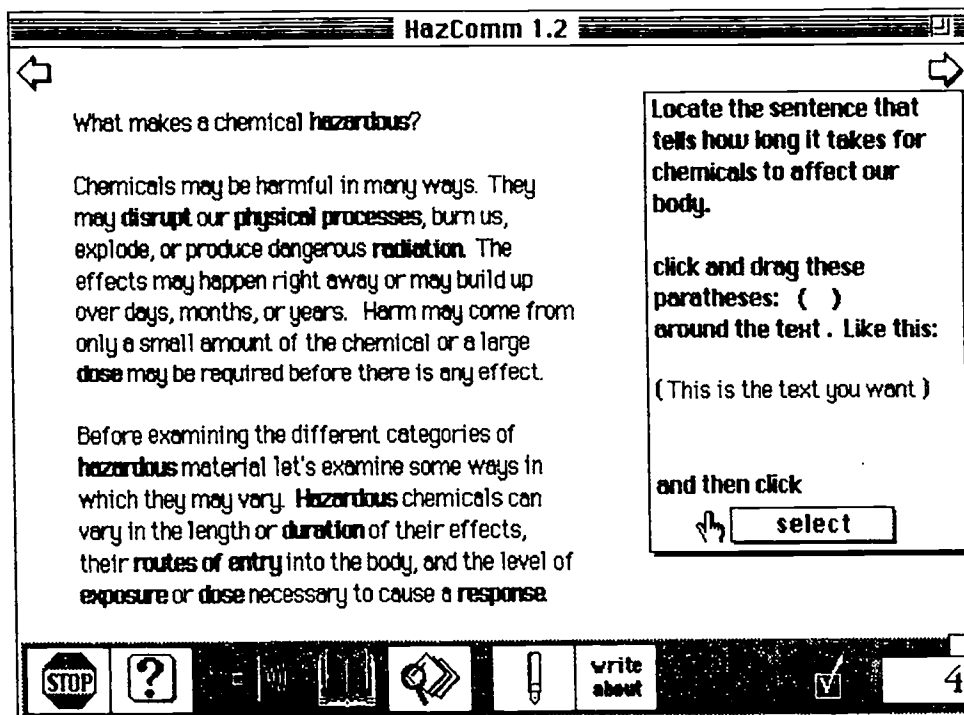 HazComm 1.2
What makes a chemical hazardous?
Chemicals may be harmful in many ways. They
may disrupt our physical processes, burn us,
explode, or produce dangerous radiation. The
effects may happen right away or may build up
over days, months, or years. Harm may come from
only a small amount of the chemical or a large
dose may be required before there is any effect.
Before examining the different categories of
hazardous material let's examine some ways in
which they may vary. Hazardous chemicals can
vary in the length or duration of their effects,
their routes of entry into the body, and the level of
exposure or dose necessary to cause a response.
Locate the sentence that
tells how long it takes for
chemicals to affect our
body.
click and drag these
paratheses: ( )
around the text . Like this:
(This is the text you want)
and then click
select
STOP
?
write
about
4